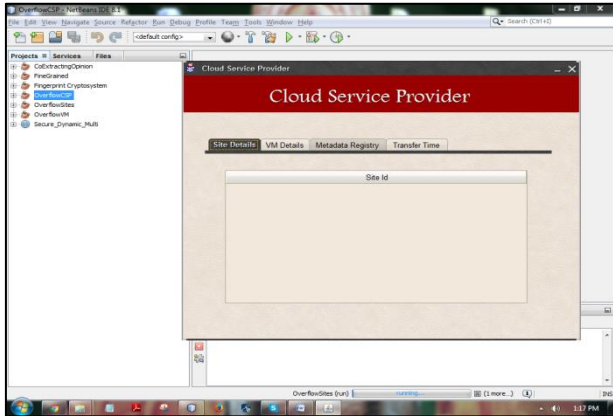 OverflowCSP - NetBeans IDE 8.1
File Edit View Navigate Source Refactor Run Debug Profile Team Tools Window Help
Search (Ctrl+I)
<default config>
Projects Services Files
CoExtractingOpinion
FineGrained
Fingerprint Cryptosystem
OverflowCSP
OverflowSites
OverflowVM
Secure_Dynamic_Multi
Cloud Service Provider
Cloud Service Provider
Site Details VM Details Metadata Registry Transfer Time
Site Id
OverflowSites (run) running... (1 more...)
INS
1:17 PM